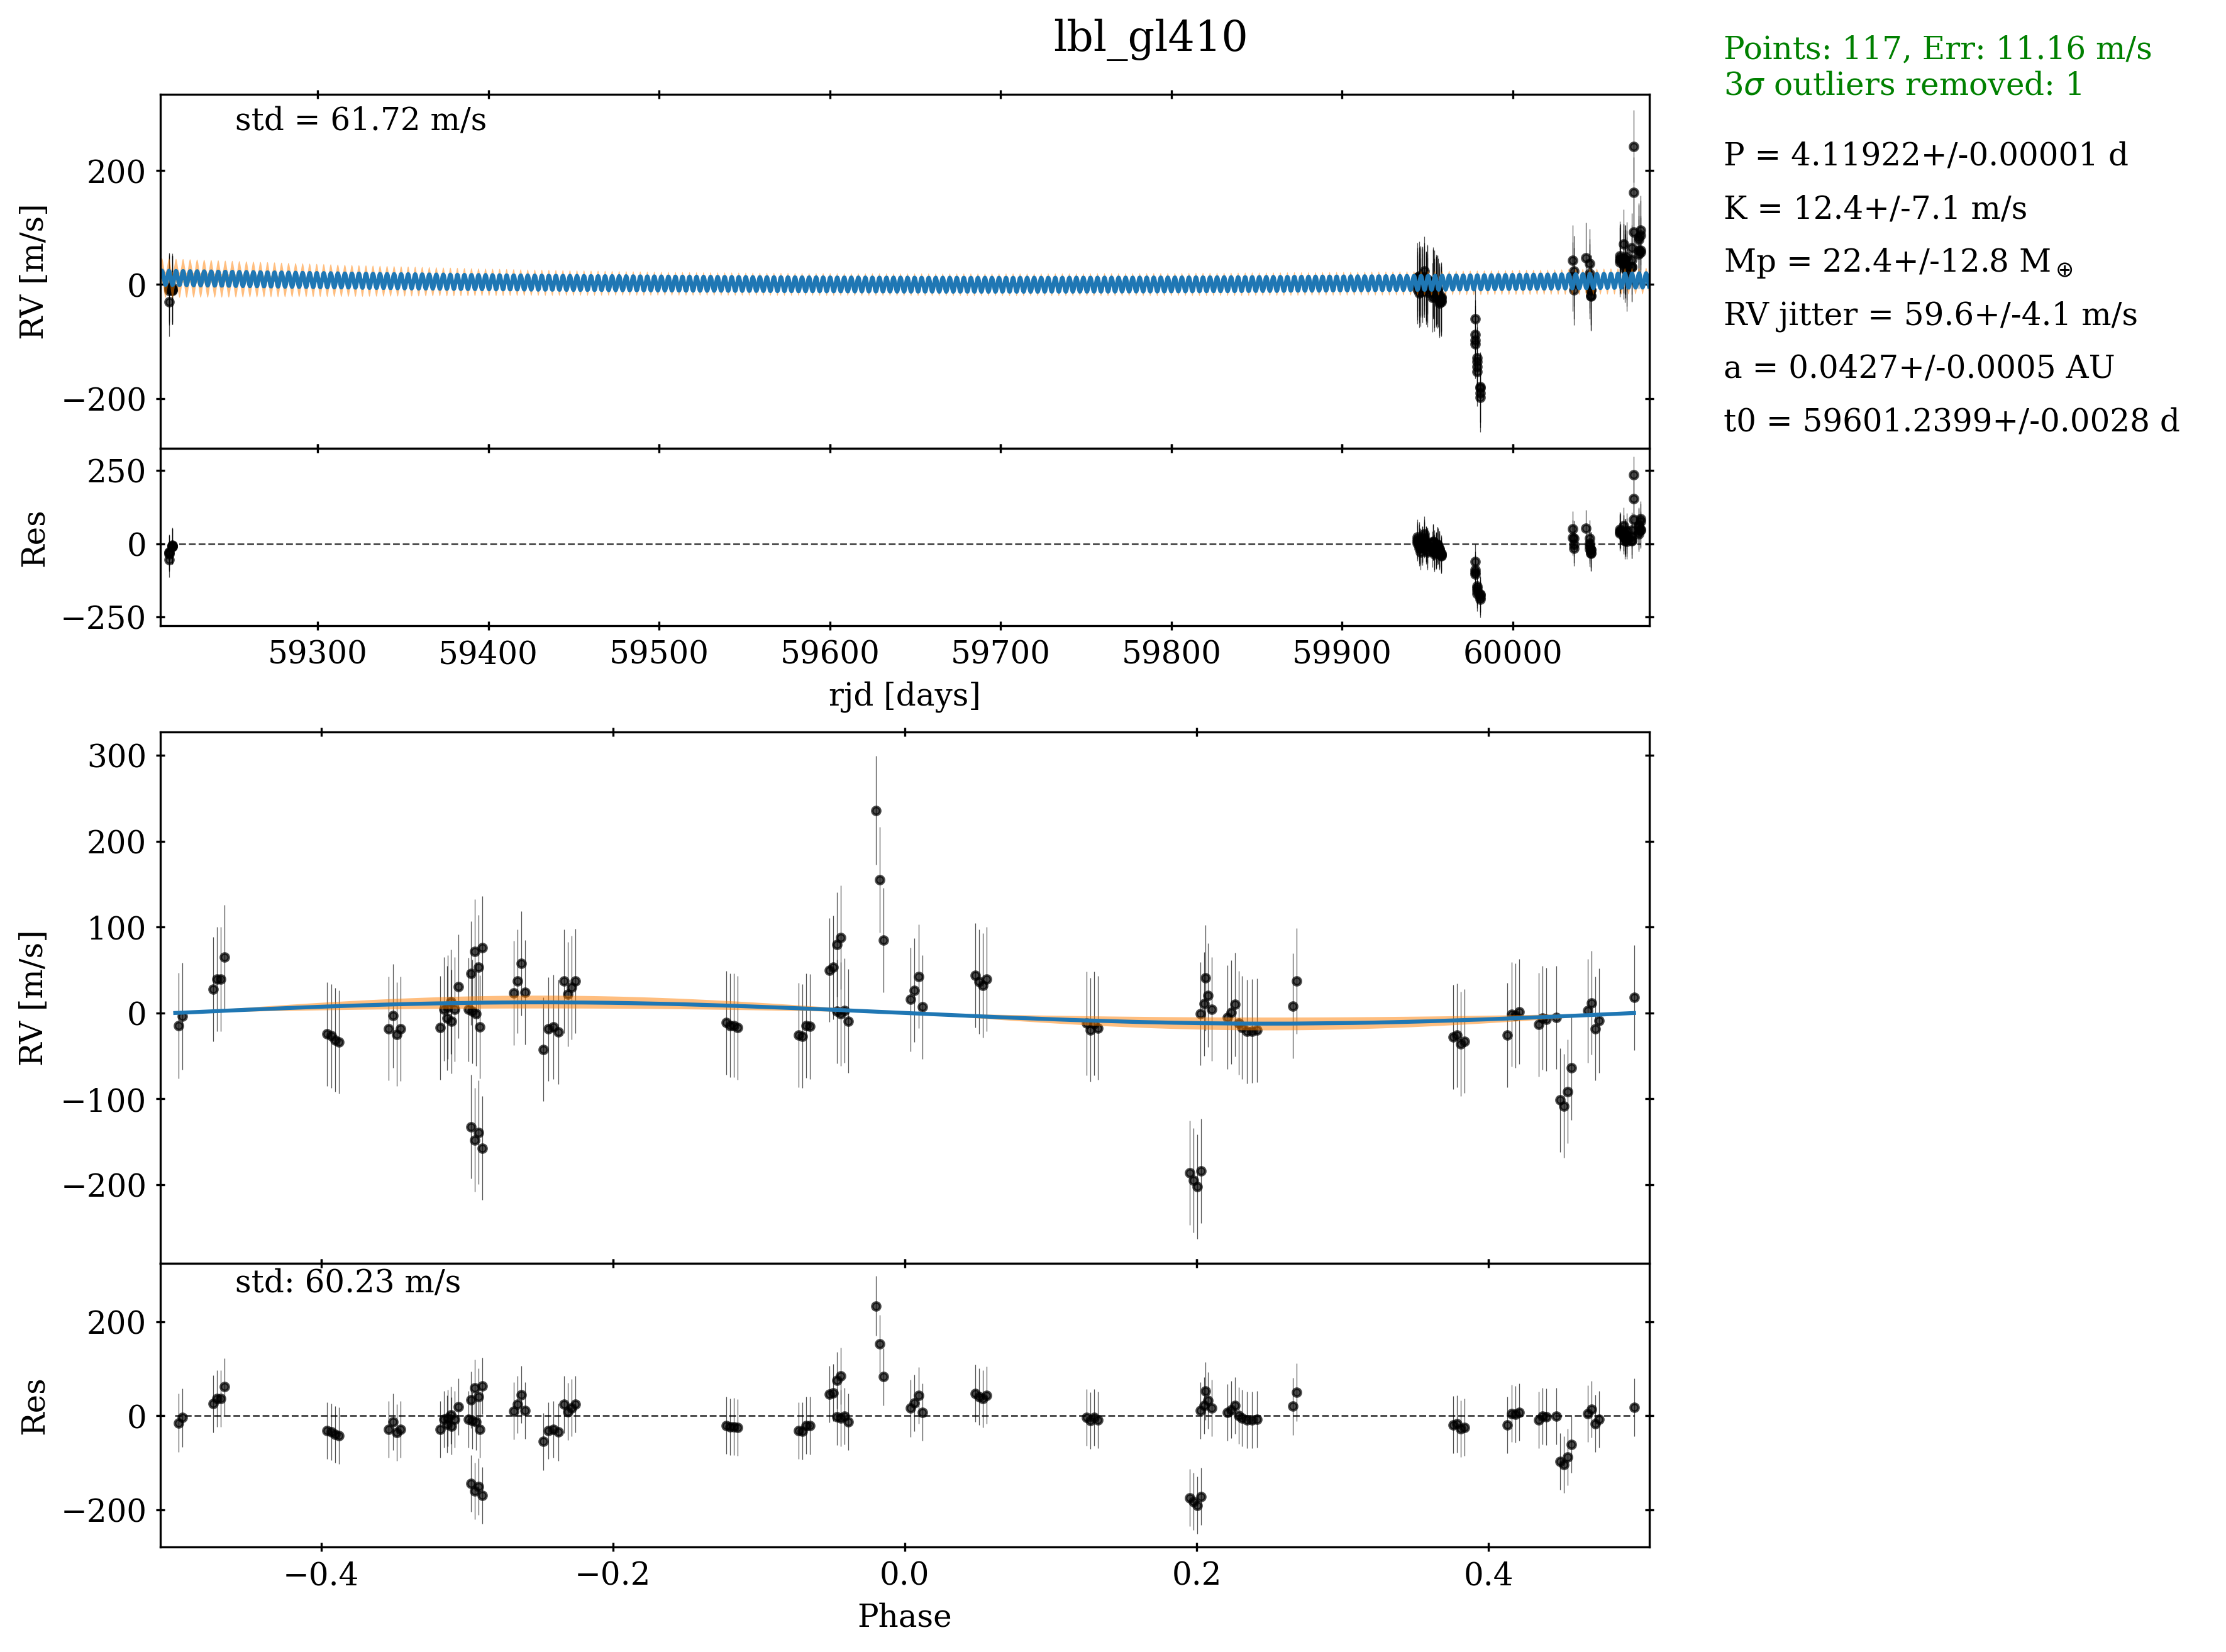 lbl_gl410
Points: 117, Err: 11.16 m/s
3σ outliers removed: 1
P = 4.11922+/-0.00001 d
K = 12.4+/-7.1 m/s
Mp = 22.4+/-12.8 M⊕
RV jitter = 59.6+/-4.1 m/s
a = 0.0427+/-0.0005 AU
t0 = 59601.2399+/-0.0028 d
std = 61.72 m/s
RV [m/s]
200
0
−200
Res
250
0
−250
59300 59400 59500 59600 59700 59800 59900 60000
rjd [days]
RV [m/s]
300
200
100
0
−100
−200
std: 60.23 m/s
Res
200
0
−200
−0.4 −0.2 0.0 0.2 0.4
Phase